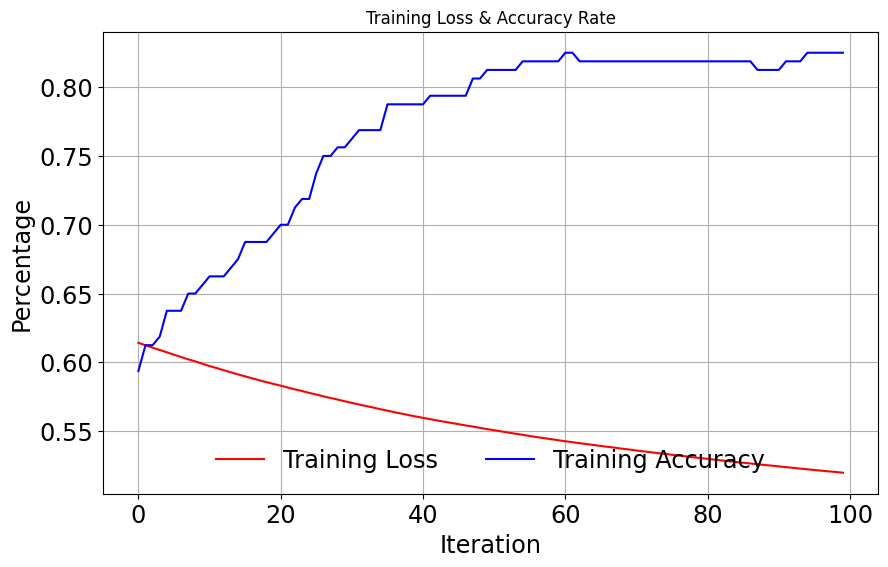 Training Loss & Accuracy Rate
Percentage
0.80
0.75
0.70
0.65
0.60
0.55
Training Loss
Training Accuracy
0 20 40 60 80 100
Iteration